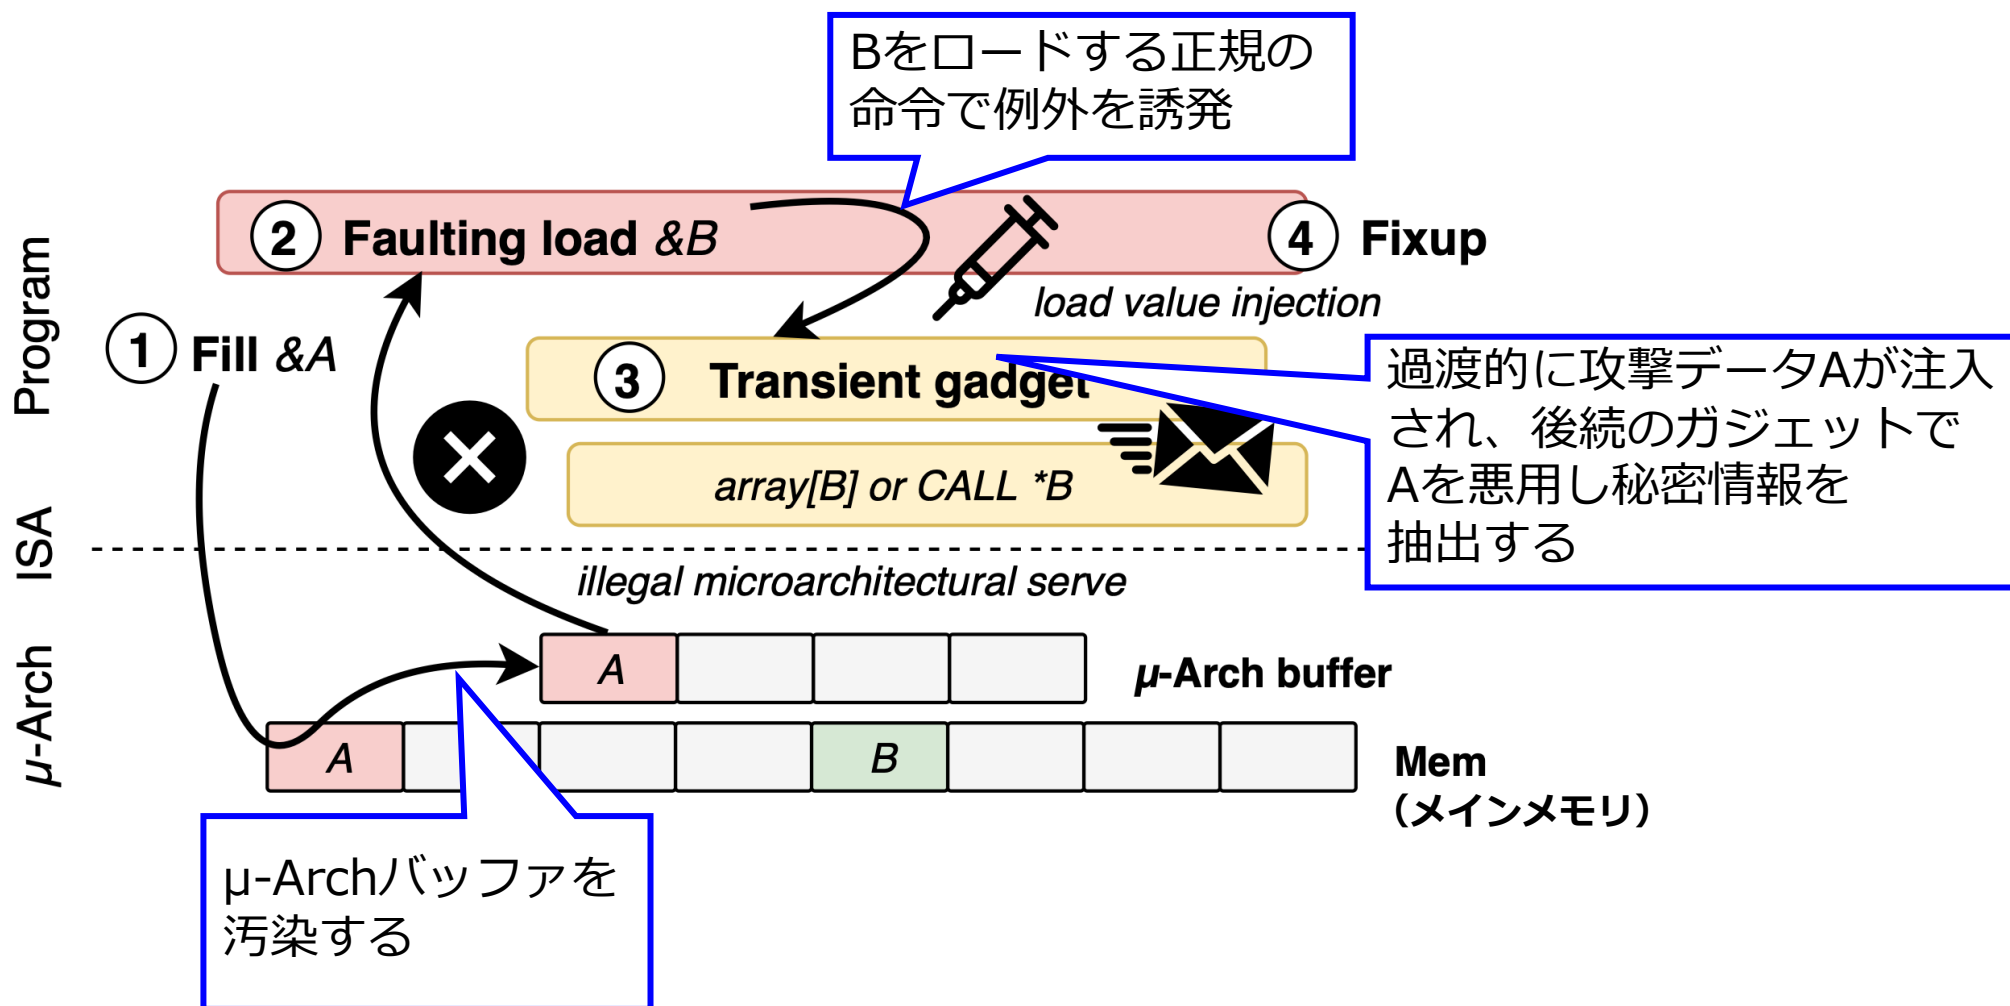 Bをロードする正規の
命令で例外を誘発
② Faulting load &B
④ Fixup
load value injection
① Fill &A
③ Transient gadget
過渡的に攻撃データAが注入
され、後続のガジェットで
Aを悪用し秘密情報を
抽出する
array[B] or CALL *B
illegal microarchitectural serve
Program
ISA
μ-Arch
A
μ-Arch buffer
A
B
Mem
(メインメモリ)
μ-Archバッファを
汚染する